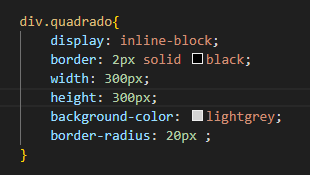 div.quadrado{
display: inline-block;
border: 2px solid black;
width: 300px;
height: 300px;
background-color: lightgrey;
border-radius: 20px ;
}